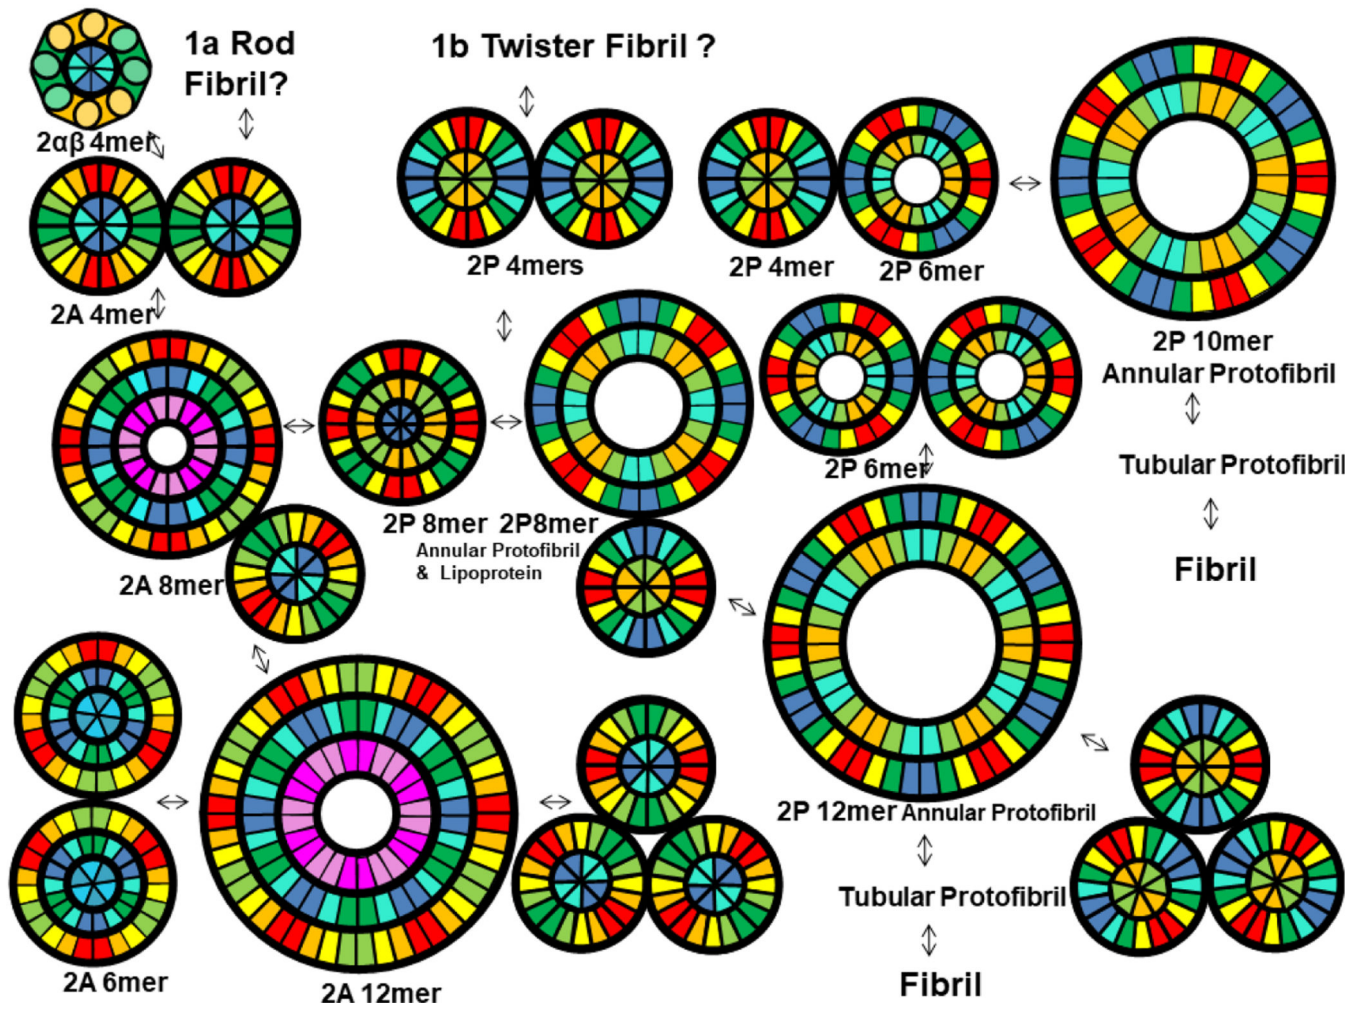 1a Rod
Fibril?
1b Twister Fibril ?
2αβ 4mer
2A 4mer
2P 4mers
2P 4mer
2P 6mer
2P 10mer
Annular Protofibril
Tubular Protofibril
Fibril
2P 6mer
2P 8mer
2P8mer
Annular Protofibril
& Lipoprotein
2A 8mer
2P 12mer Annular Protofibril
Tubular Protofibril
Fibril
2A 6mer
2A 12mer